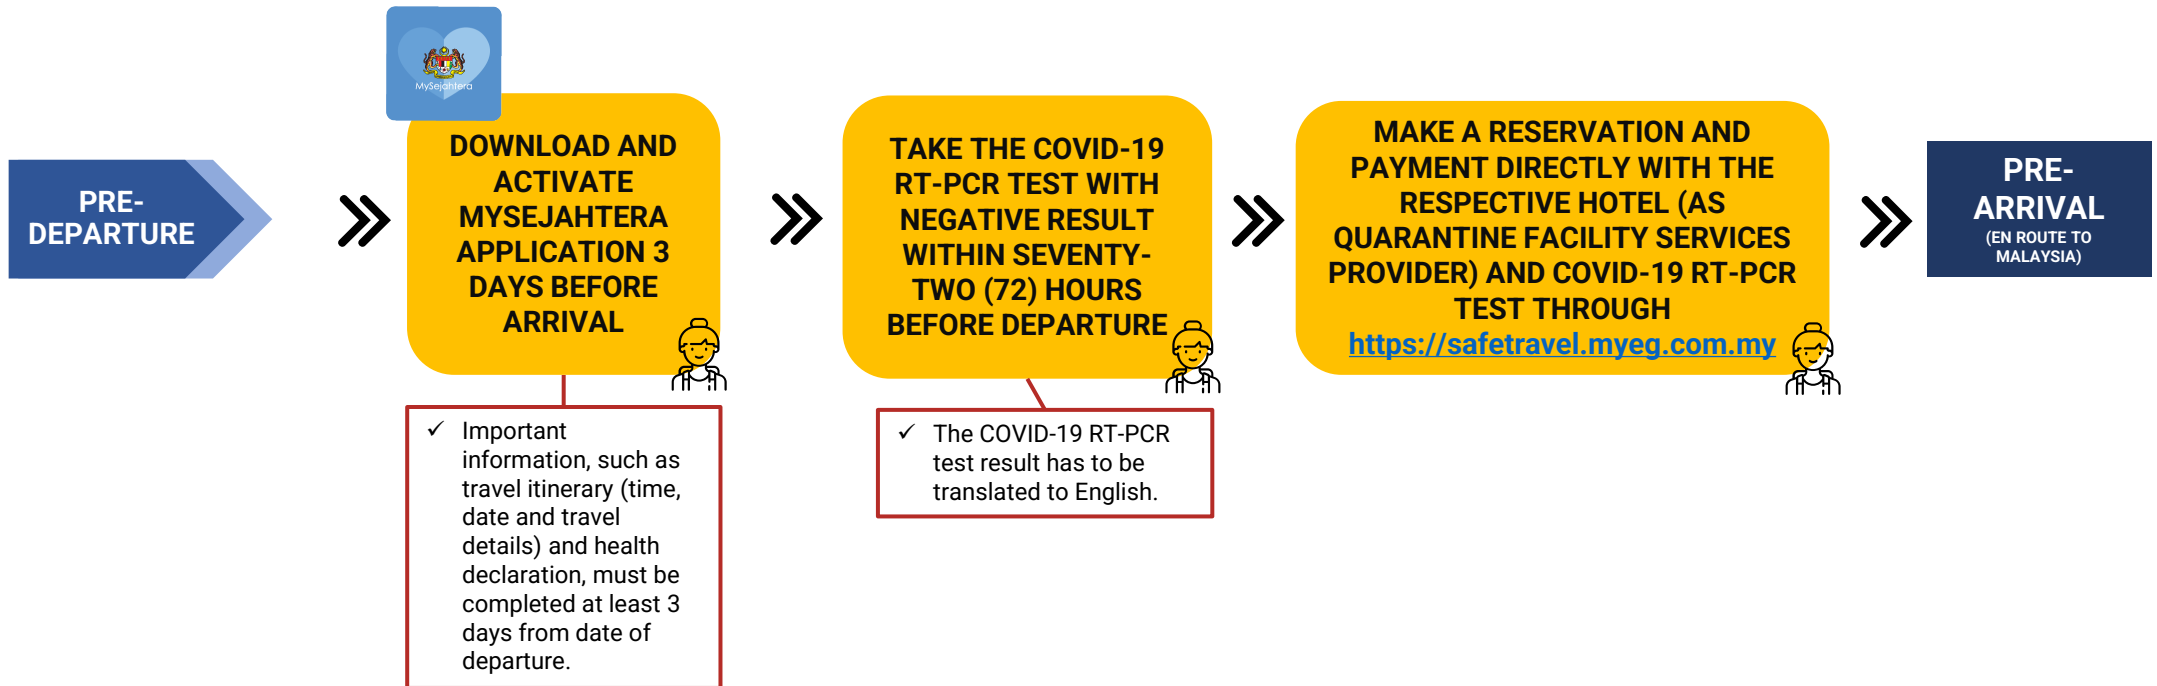 MySejahtera
PRE-
DEPARTURE
DOWNLOAD AND
ACTIVATE
MYSEJAHTERA
APPLICATION 3
DAYS BEFORE
ARRIVAL
✓ Important
information, such as
travel itinerary (time,
date and travel
details) and health
declaration, must be
completed at least 3
days from date of
departure.
TAKE THE COVID-19
RT-PCR TEST WITH
NEGATIVE RESULT
WITHIN SEVENTY-
TWO (72) HOURS
BEFORE DEPARTURE
✓ The COVID-19 RT-PCR
test result has to be
translated to English.
MAKE A RESERVATION AND
PAYMENT DIRECTLY WITH THE
RESPECTIVE HOTEL (AS
QUARANTINE FACILITY SERVICES
PROVIDER) AND COVID-19 RT-PCR
TEST THROUGH
https://safetravel.myeg.com.my
PRE-
ARRIVAL
(EN ROUTE TO
MALAYSIA)